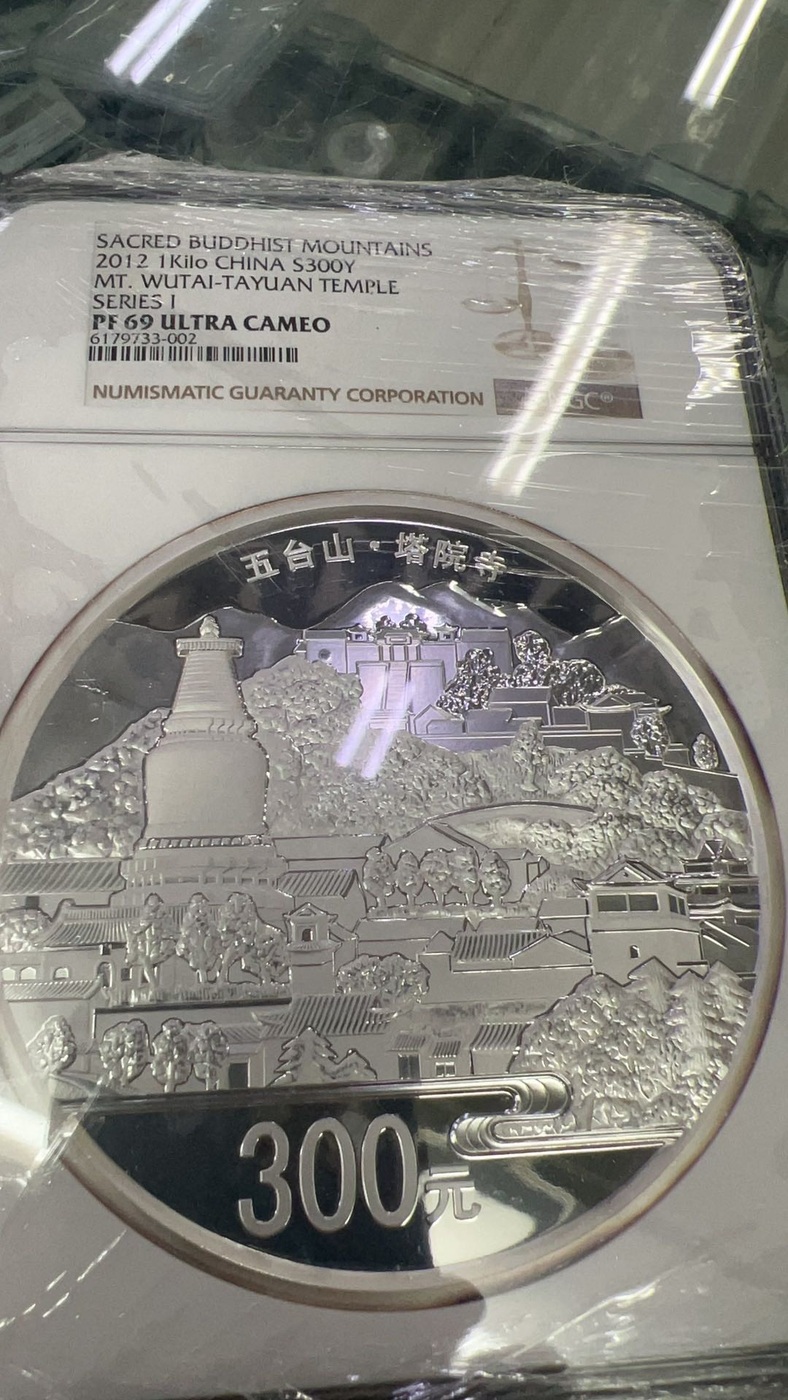 SACRED BUDDHIST MOUNTAINS
2012 1Kilo CHINA S300Y
MT. WUTAI-TAYUAN TEMPLE
SERIES I
PF 69 ULTRA CAMEO
6179733-002
NUMISMATIC GUARANTY CORPORATION
NGC®
五台山·塔院寺
300元